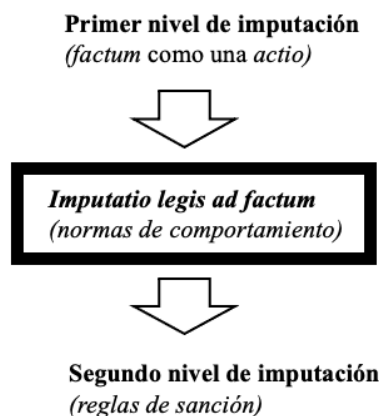 Primer nivel de imputación
(factum como una actio)
Imputatio legis ad factum
(normas de comportamiento)
Segundo nivel de imputación
(reglas de sanción)